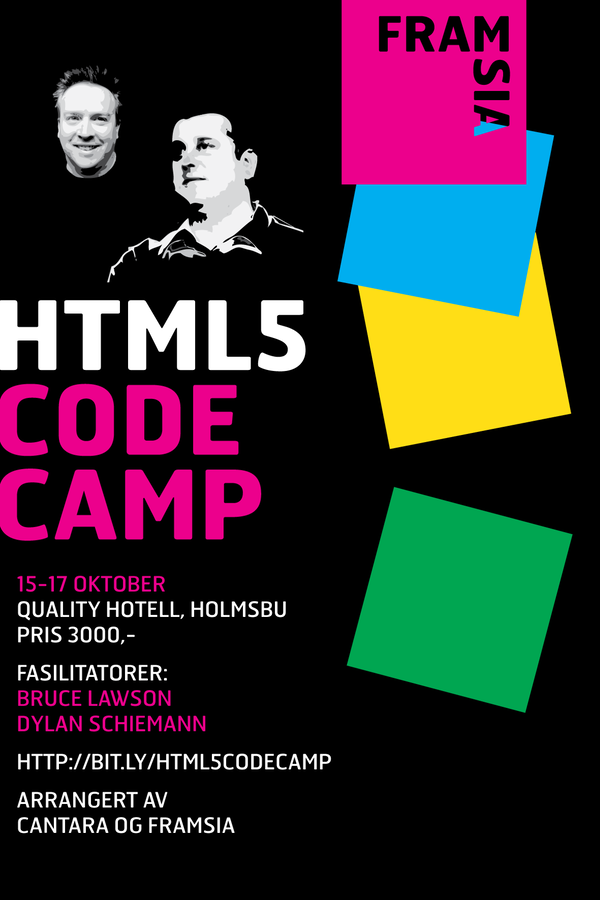 FRAM
SIA
HTML5
CODE
CAMP
15-17 OKTOBER
QUALITY HOTELL, HOLMSBU
PRIS 3000,-
FASILITATORER:
BRUCE LAWSON
DYLAN SCHIEMANN
HTTP://BIT.LY/HTML5CODECAMP
ARRANGERT AV
CANTARA OG FRAMSIA